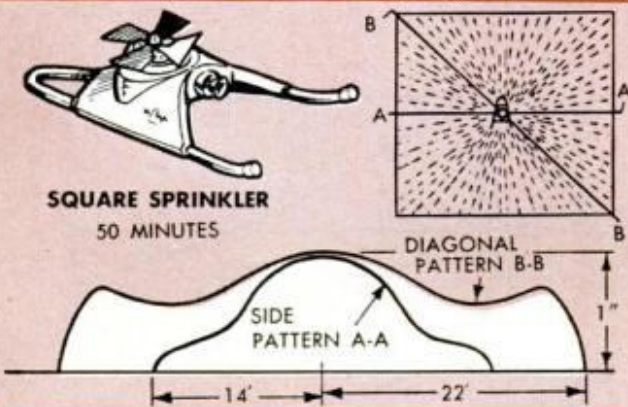 SQUARE SPRINKLER
50 MINUTES
B
A
A
B
DIAGONAL
PATTERN B-B
SIDE
PATTERN A-A
1"
14'
22'